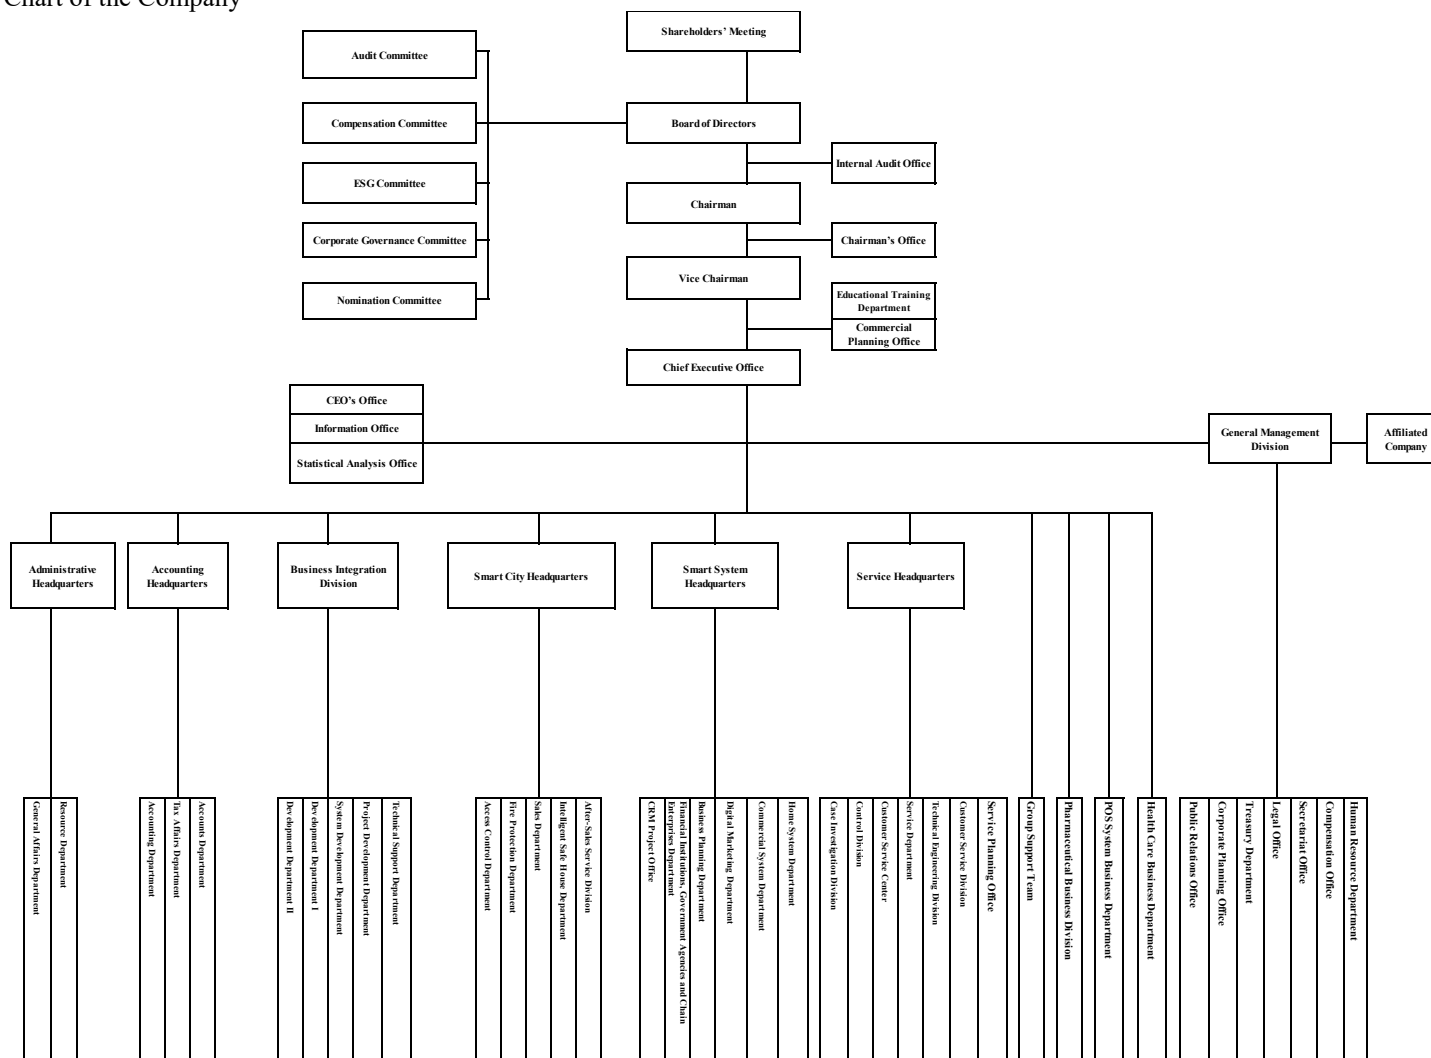 Chart of the Company
Shareholders’ Meeting
Audit Committee
Compensation Committee
Board of Directors
Internal Audit Office
ESG Committee
Chairman
Corporate Governance Committee
Chairman’s Office
Vice Chairman
Nomination Committee
Educational Training
Department
Commercial
Planning Office
Chief Executive Office
CEO’s Office
Information Office
Statistical Analysis Office
General Management
Division
Affiliated
Company
Administrative
Headquarters
Accounting
Headquarters
Business Integration
Division
Smart City Headquarters
Smart System
Headquarters
Service Headquarters
General Affairs Department
Resource Department
Accounting Department
Tax Affairs Department
Accounts Department
Development Department II
Development Department I
System Development Department
Project Development Department
Technical Support Department
Access Control Department
Fire Protection Department
Sales Department
Intelligent Safe House Department
After-Sales Service Division
CRM Project Office
Financial Institutions, Government Agencies and Chain
Enterprises Department
Business Planning Department
Digital Marketing Department
Commercial System Department
Home System Department
Case Investigation Division
Control Division
Customer Service Center
Service Department
Technical Engineering Division
Customer Service Division
Service Planning Office
Group Support Team
Pharmaceutical Business Division
POS System Business Department
Health Care Business Department
Public Relations Office
Corporate Planning Office
Treasury Department
Legal Office
Secretariat Office
Compensation Office
Human Resource Department